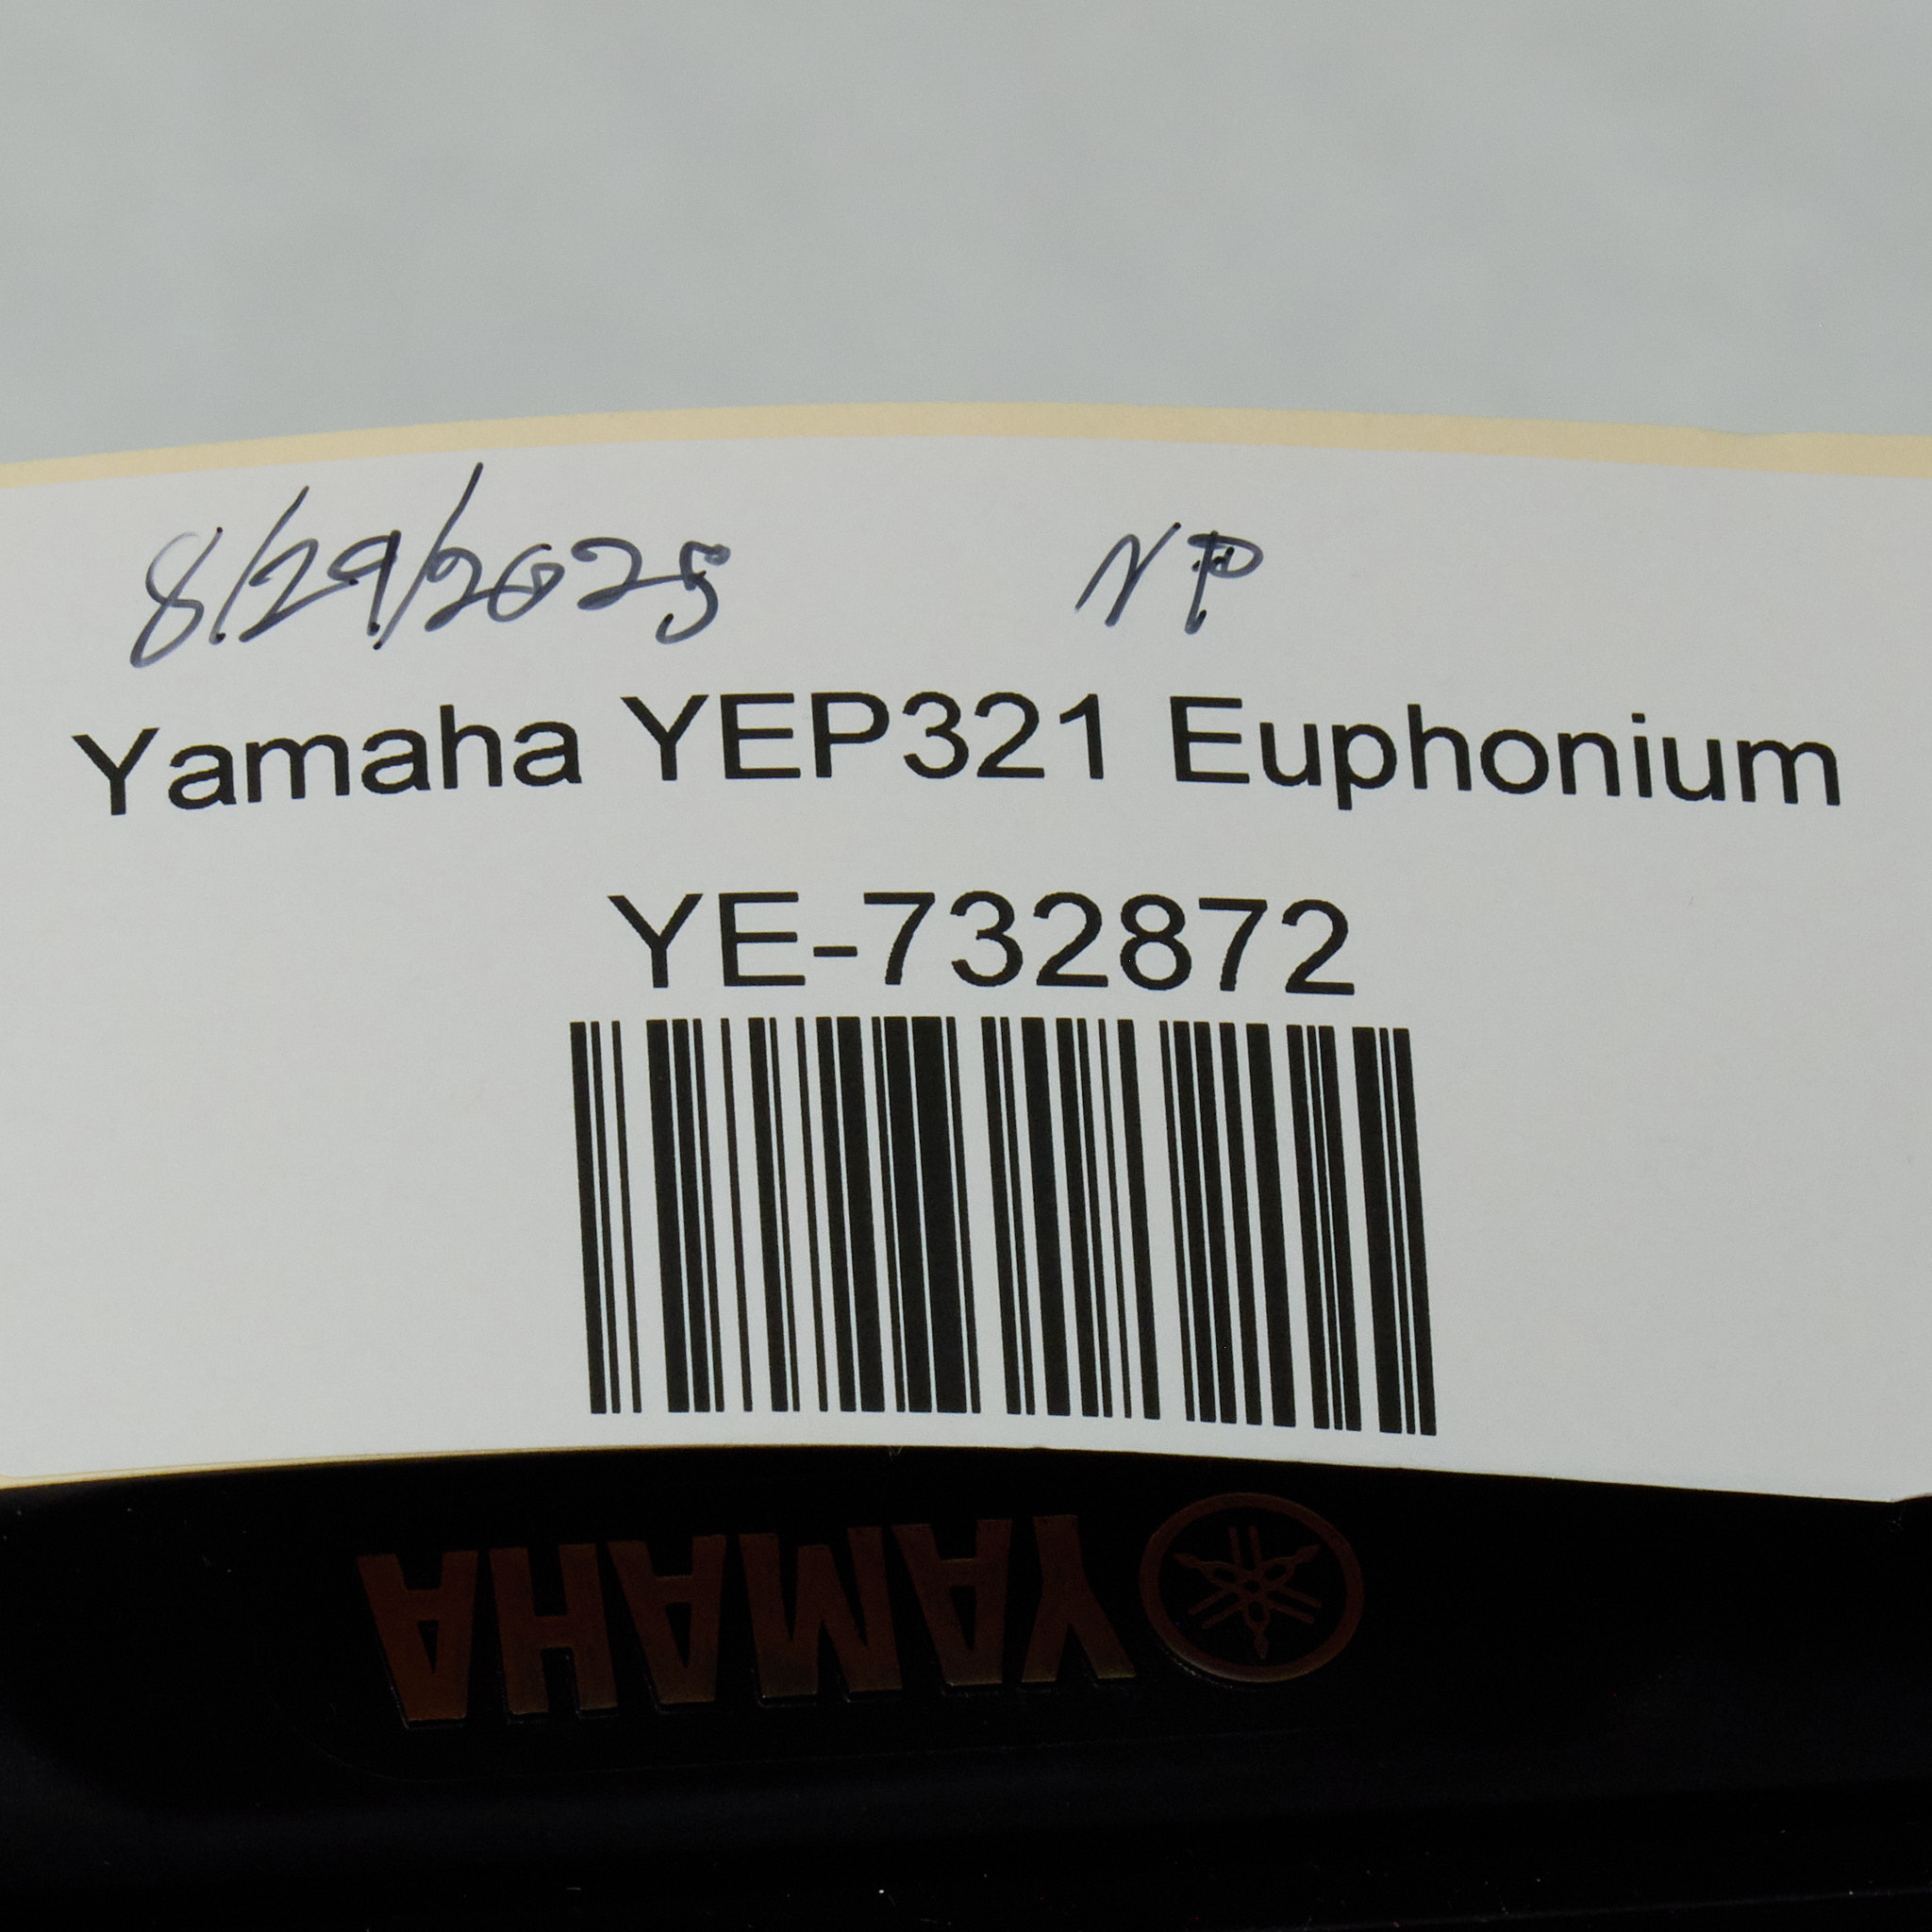 8/29/2025 NP
Yamaha YEP321 Euphonium
YE-732872
YAMAHA